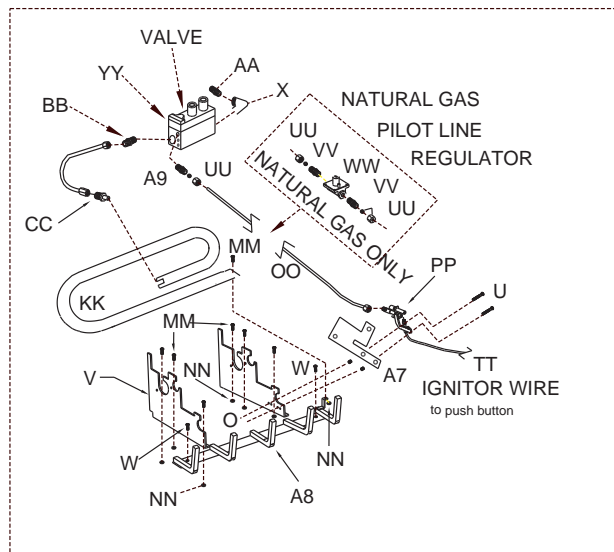 VALVE
YY
AA
X
BB
NATURAL GAS
PILOT LINE
REGULATOR
UU
VV
WW
VV
UU
NATURAL GAS ONLY
A9
UU
CC
MM
OO
PP
KK
U
MM
TT
V
NN
W
A7
IGNITOR WIRE
to push button
O
W
NN
NN
A8